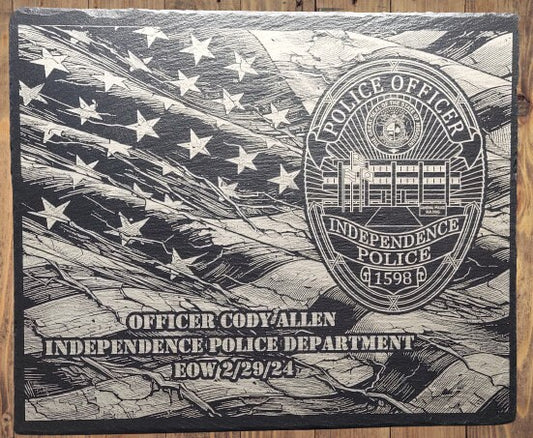 POLICE OFFICER
INDEPENDENCE
POLICE
1598
OFFICER CODY ALLEN
INDEPENDENCE POLICE DEPARTMENT
EOW 2/29/24